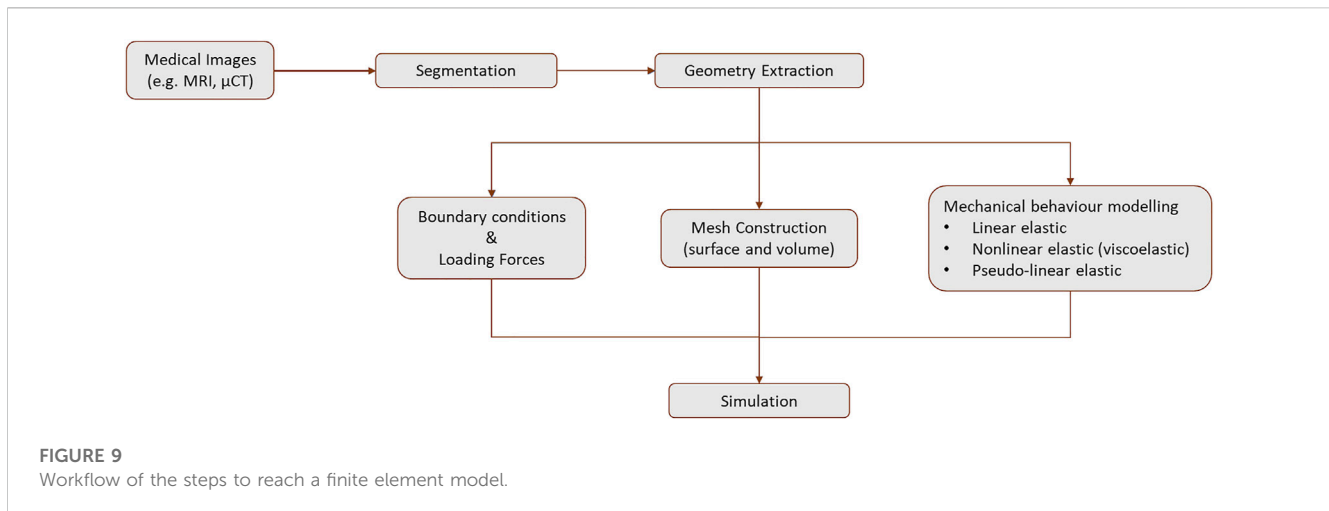 Medical Images
(e.g. MRI, µCT)
Segmentation
Geometry Extraction
Boundary conditions
&
Loading Forces
Mesh Construction
(surface and volume)
Mechanical behaviour modelling
• Linear elastic
• Nonlinear elastic (viscoelastic)
• Pseudo-linear elastic
Simulation
FIGURE 9
Workflow of the steps to reach a finite element model.